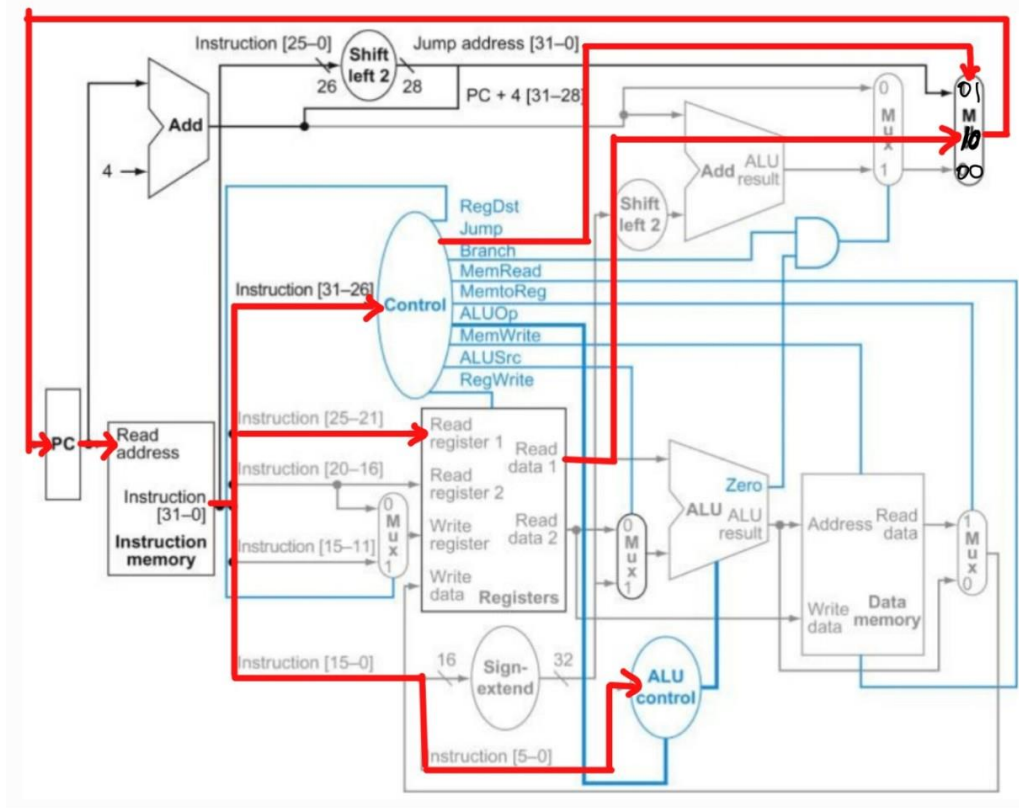 Instruction [25–0]
Shift left 2
Jump address [31–0]
26
28
PC + 4 [31–28]
Add
4
0
M u x
1
01
M
10
00
Add
ALU result
Shift left 2
RegDst
Jump
Branch
MemRead
MemtoReg
ALUOp
MemWrite
ALUSrc
RegWrite
Instruction [31–26]
Control
PC
Read address
Instruction [31–0]
Instruction memory
Instruction [25–21]
Instruction [20–16]
Instruction [15–11]
0
M u x
1
Read register 1
Read register 2
Write register
Write data
Read data 1
Read data 2
Registers
0
M u x
1
Zero
ALU
ALU result
Address
Read data
Write data
Data memory
1
M u x
0
Instruction [15–0]
16
Sign-extend
32
ALU control
nstruction [5–0]